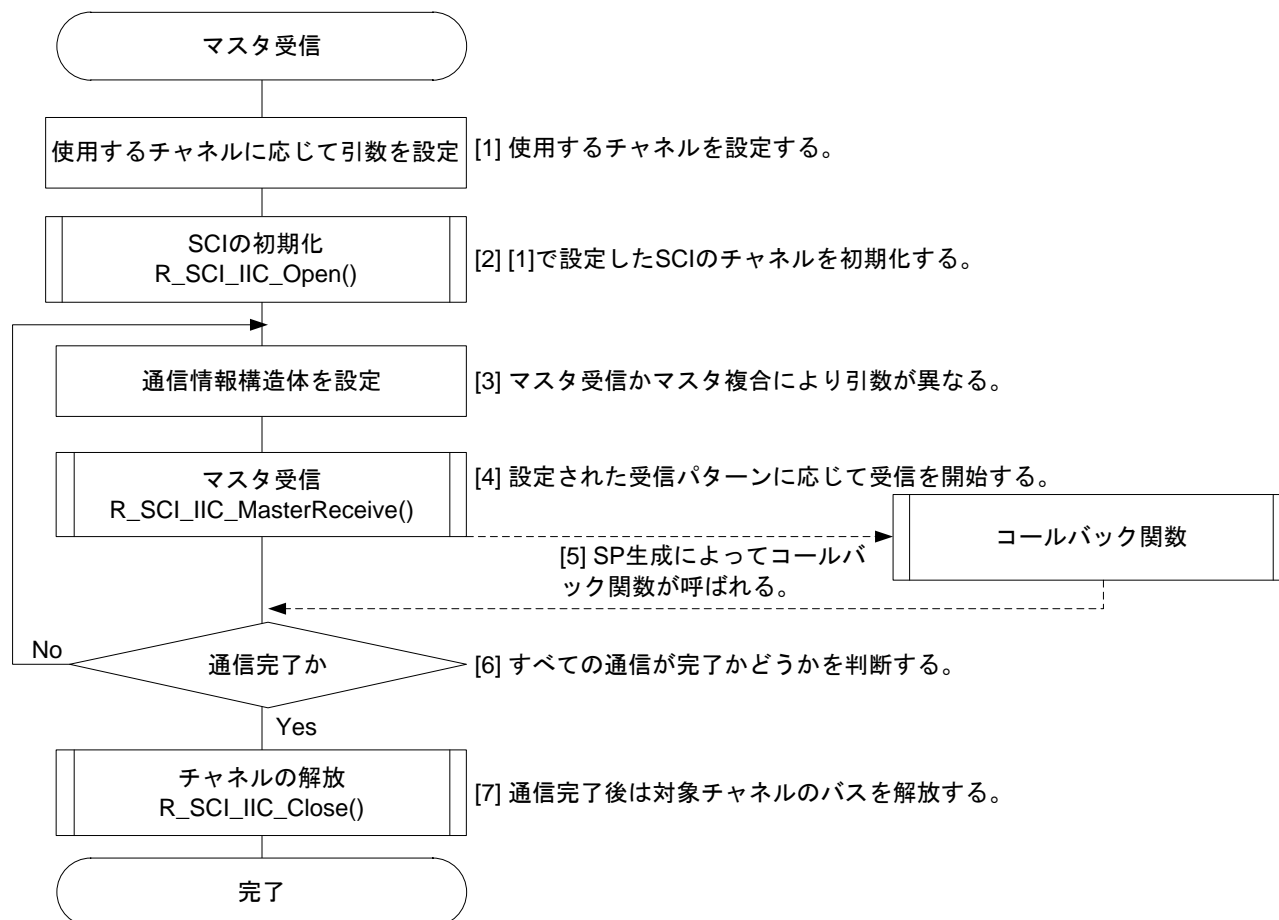 マスタ受信
使用するチャネルに応じて引数を設定
[1] 使用するチャネルを設定する。
SCIの初期化
R_SCI_IIC_Open()
[2] [1]で設定したSCIのチャネルを初期化する。
通信情報構造体を設定
[3] マスタ受信かマスタ複合により引数が異なる。
マスタ受信
R_SCI_IIC_MasterReceive()
[4] 設定された受信パターンに応じて受信を開始する。
コールバック関数
[5] SP生成によってコールバ
ック関数が呼ばれる。
No
通信完了か
[6] すべての通信が完了かどうかを判断する。
Yes
チャネルの解放
R_SCI_IIC_Close()
[7] 通信完了後は対象チャネルのバスを解放する。
完了